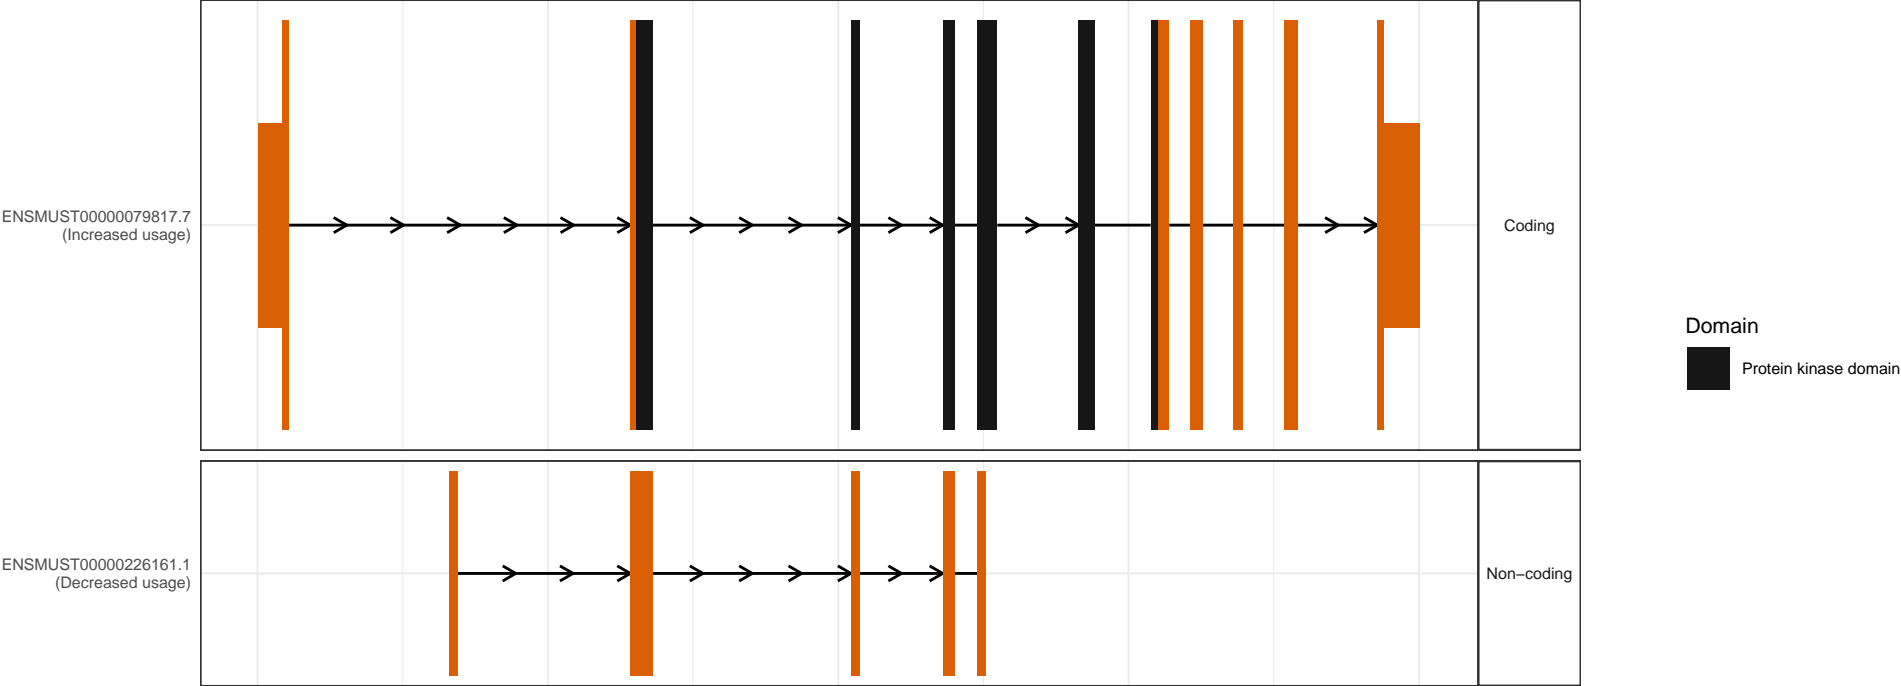 ENSMUST00000079817.7
(Increased usage)
Coding
Domain
Protein kinase domain
ENSMUST00000226161.1
(Decreased usage)
Non−coding